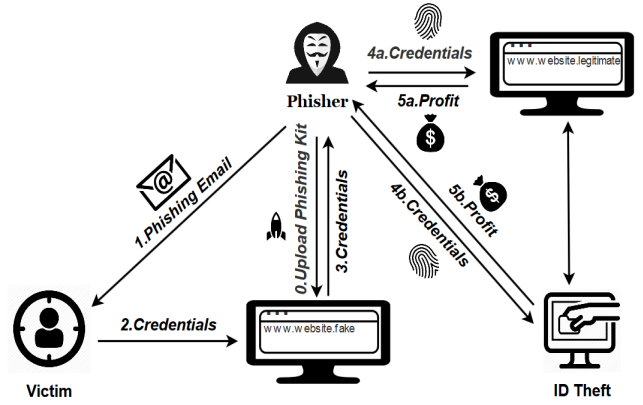 4a.Credentials
www.website.legitimate
Phisher
5a.Profit
$
@
1.Phishing Email
0.Upload Phishing Kit
3.Credentials
4b.Credentials
5b.Profit
$
2.Credentials
www.website.fake
Victim
ID Theft